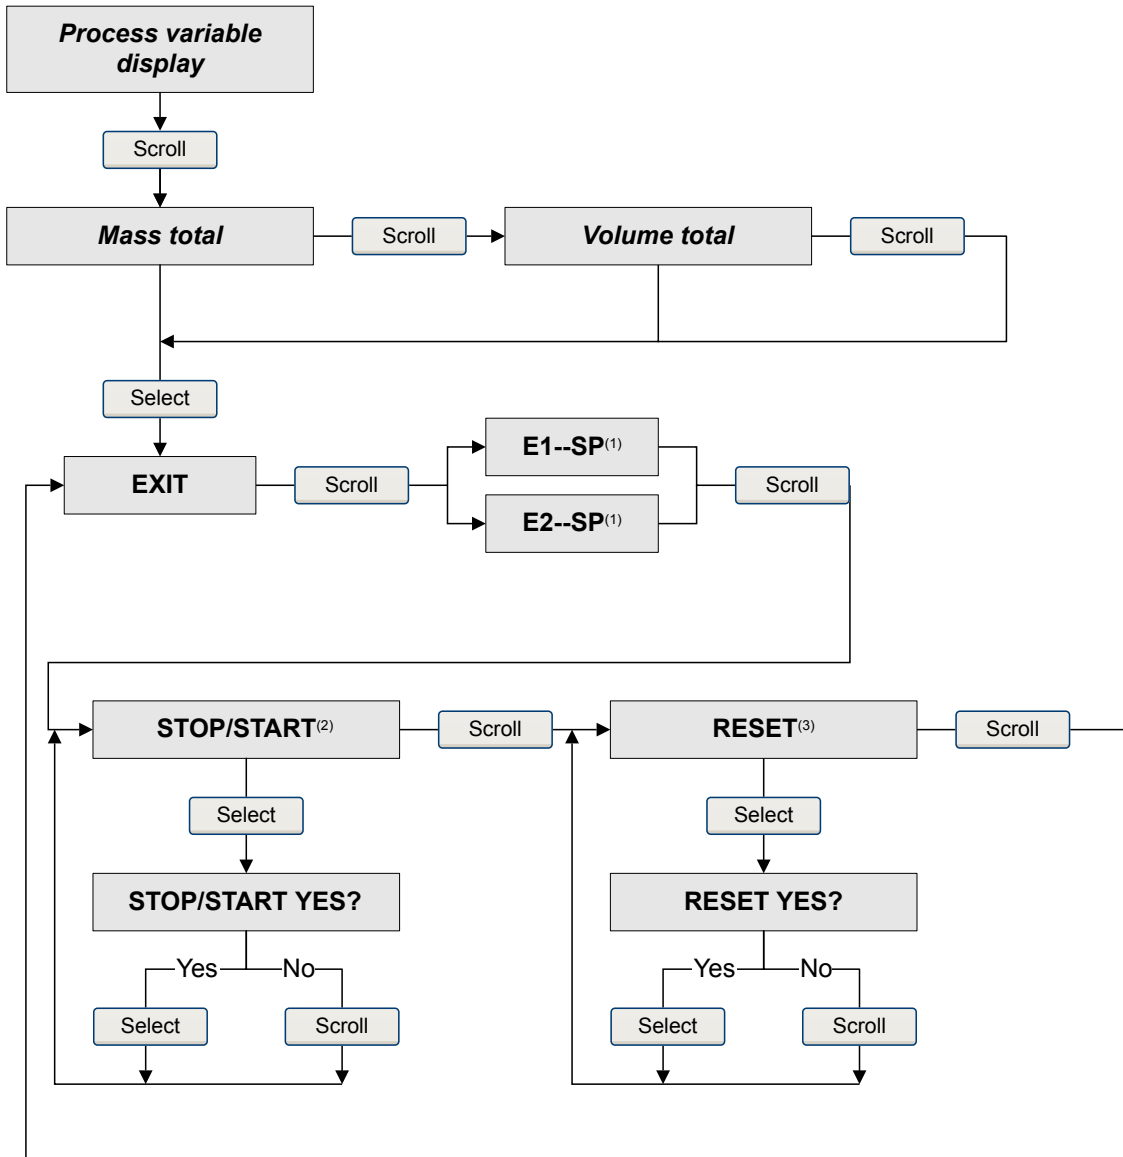 Process variable
display
Scroll
Mass total
Scroll
Volume total
Scroll
Select
EXIT
Scroll
E1--SP(1)
E2--SP(1)
Scroll
STOP/START(2)
Scroll
RESET(3)
Scroll
Select
Select
STOP/START YES?
RESET YES?
Yes
No
Yes
No
Select
Scroll
Select
Scroll